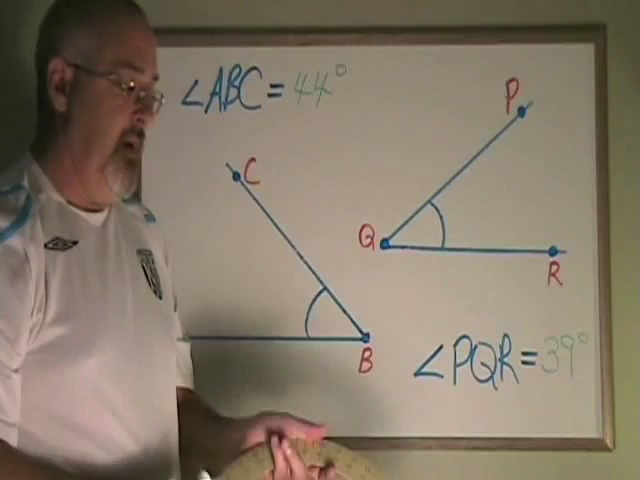 ∠ABC = 44°
P
C
Q
R
B
∠PQR = 39°